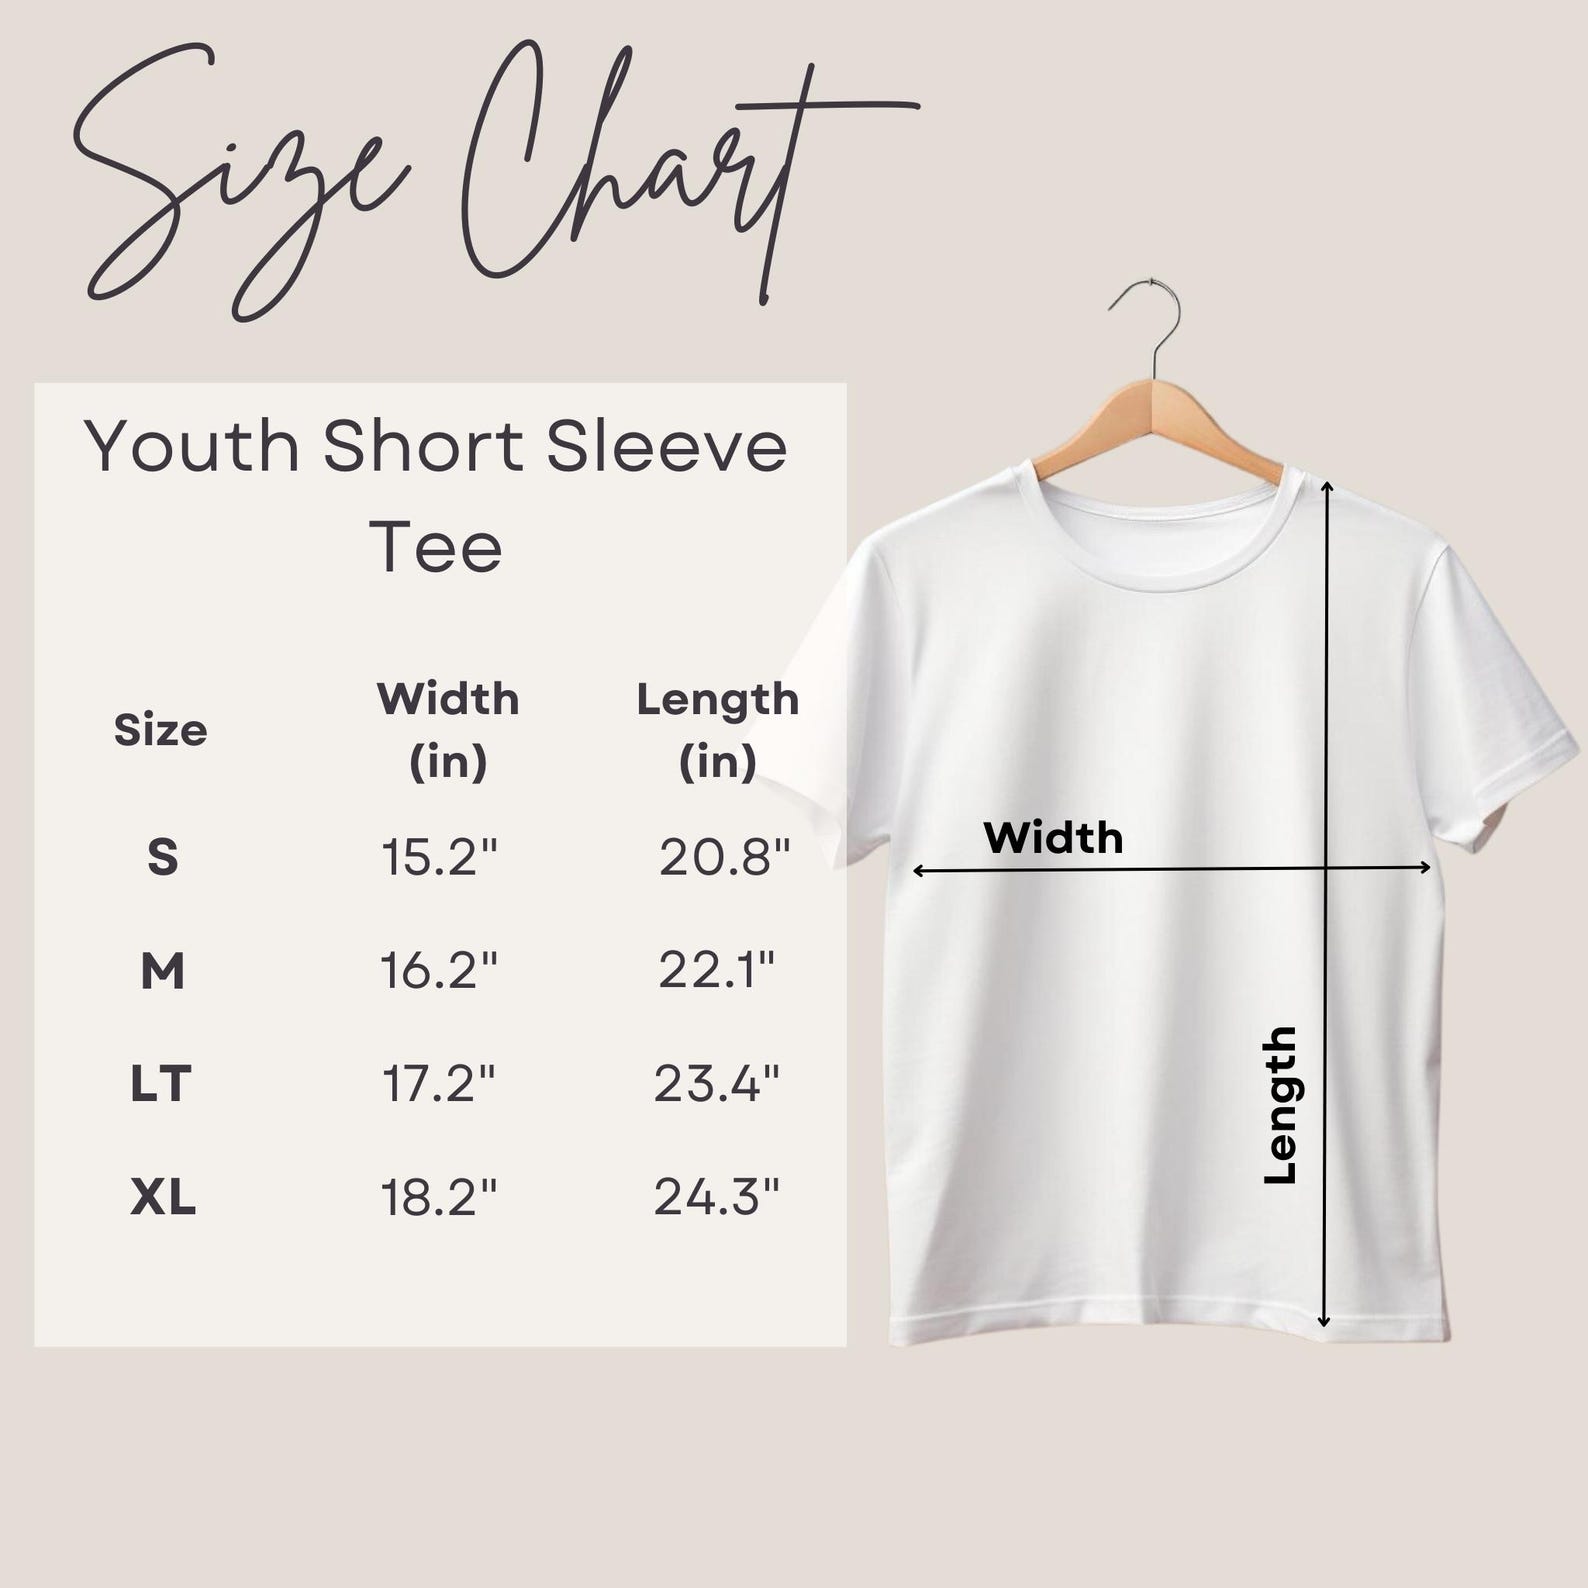 Size Chart
Youth Short Sleeve
Tee
Size Width (in) Length (in)
S 15.2" 20.8"
M 16.2" 22.1"
LT 17.2" 23.4"
XL 18.2" 24.3"
Width
Length